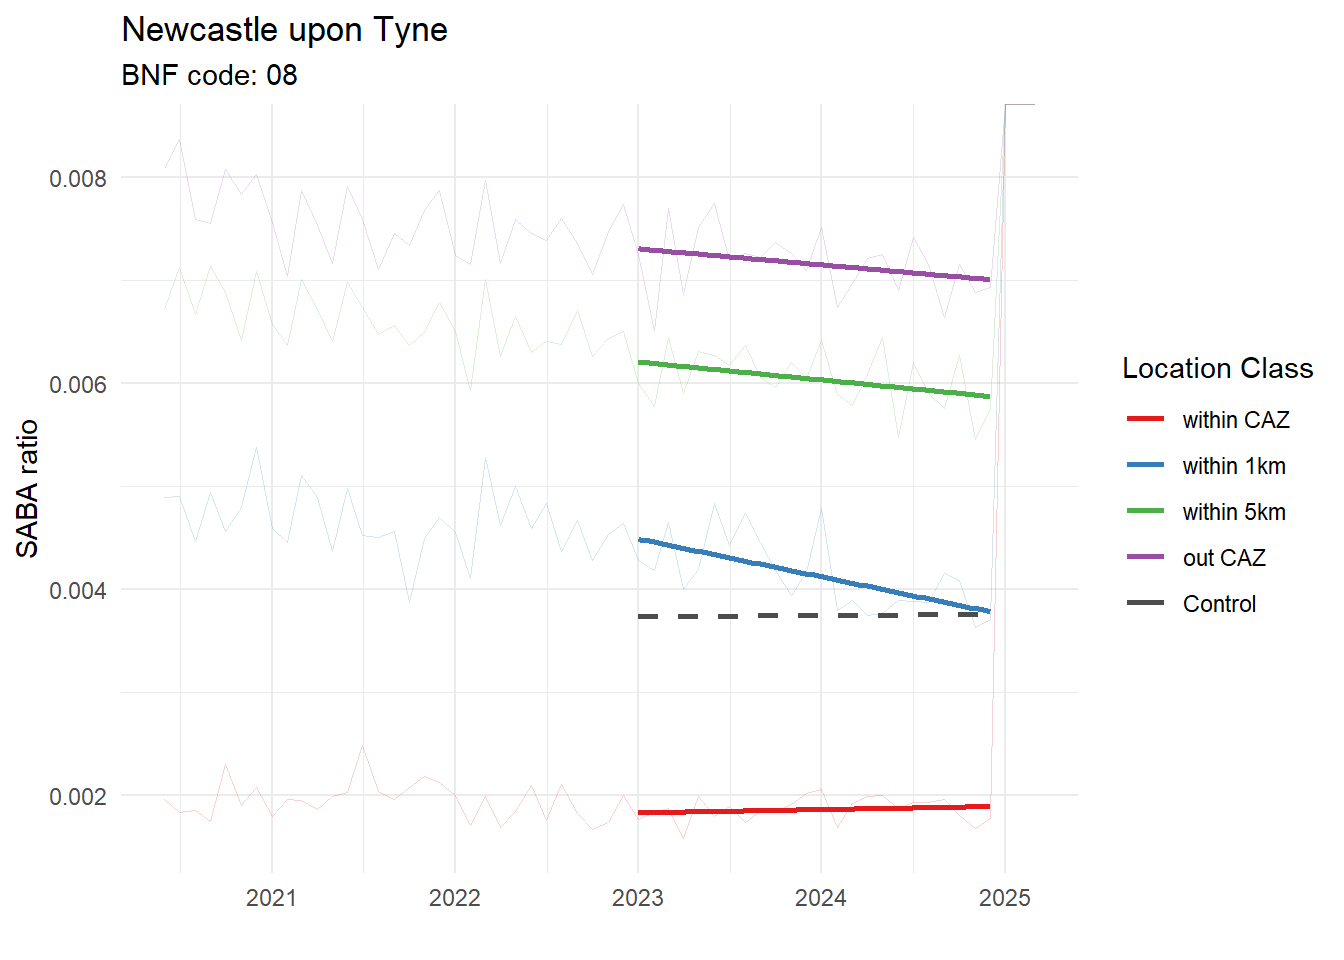 Newcastle upon Tyne
BNF code: 08
0.008
0.006
0.004
0.002
SABA ratio
2021
2022
2023
2024
2025
Location Class
within CAZ
within 1km
within 5km
out CAZ
Control